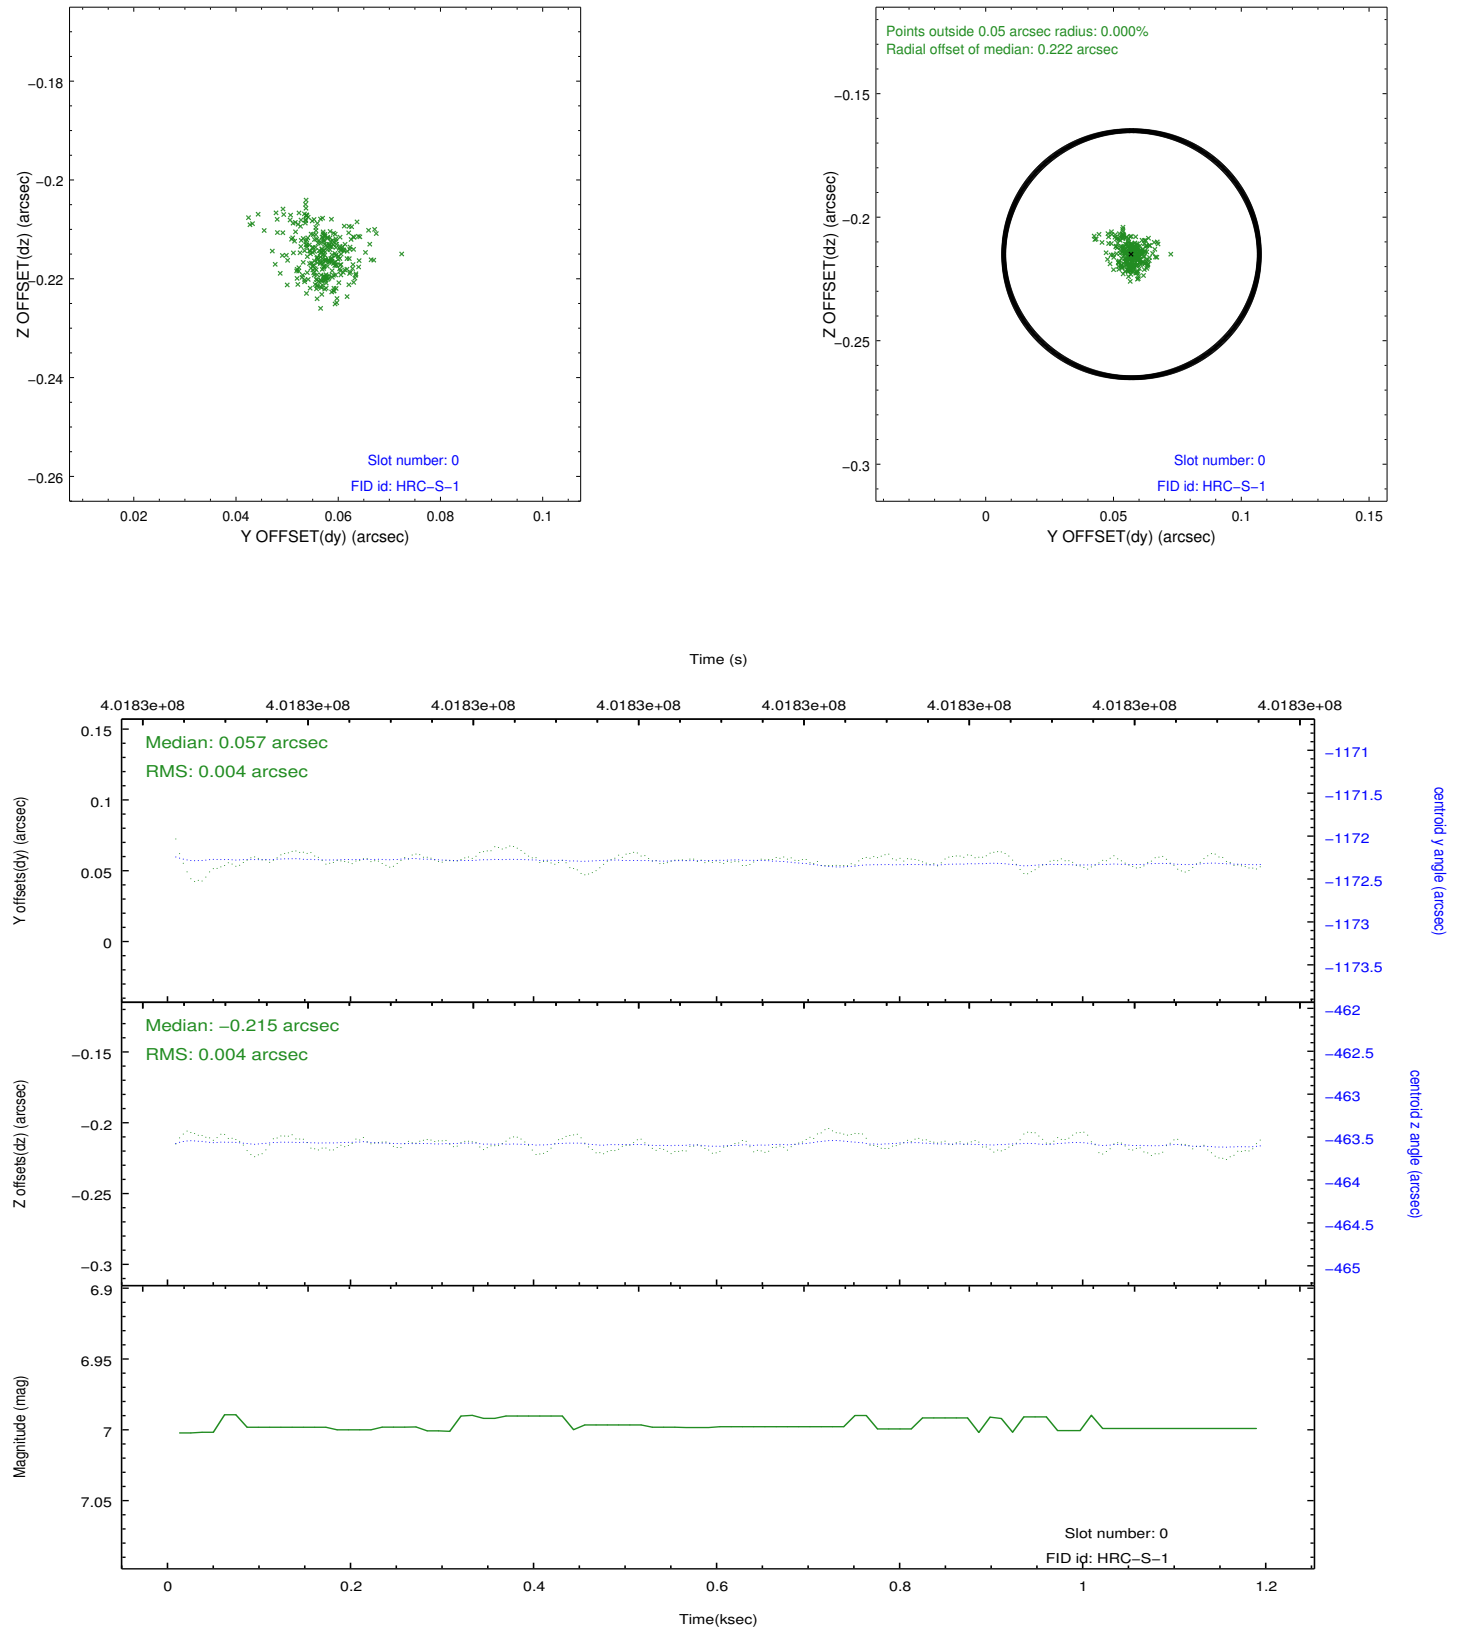 −0.18
−0.2
−0.22
−0.24
−0.26
Z OFFSET(dz) (arcsec)
Slot number: 0
FID id: HRC−S−1
0.02 0.04 0.06 0.08 0.1
Y OFFSET(dy) (arcsec)
Points outside 0.05 arcsec radius: 0.000%
Radial offset of median: 0.222 arcsec
−0.15
−0.2
−0.25
−0.3
Z OFFSET(dz) (arcsec)
Slot number: 0
FID id: HRC−S−1
0 0.05 0.1 0.15
Y OFFSET(dy) (arcsec)
Time (s)
4.0183e+08 4.0183e+08 4.0183e+08 4.0183e+08 4.0183e+08 4.0183e+08 4.0183e+08 4.0183e+08
Median: 0.057 arcsec
RMS: 0.004 arcsec
0.15
0.1
0.05
0
Y offsets(dy) (arcsec)
−1171
−1171.5
−1172
−1172.5
−1173
−1173.5
centroid y angle (arcsec)
Median: −0.215 arcsec
RMS: 0.004 arcsec
−0.15
−0.2
−0.25
−0.3
Z offsets(dz) (arcsec)
−462
−462.5
−463
−463.5
−464
−464.5
−465
centroid z angle (arcsec)
6.9
6.95
7
7.05
Magnitude (mag)
Slot number: 0
FID id: HRC−S−1
0 0.2 0.4 0.6 0.8 1 1.2
Time(ksec)